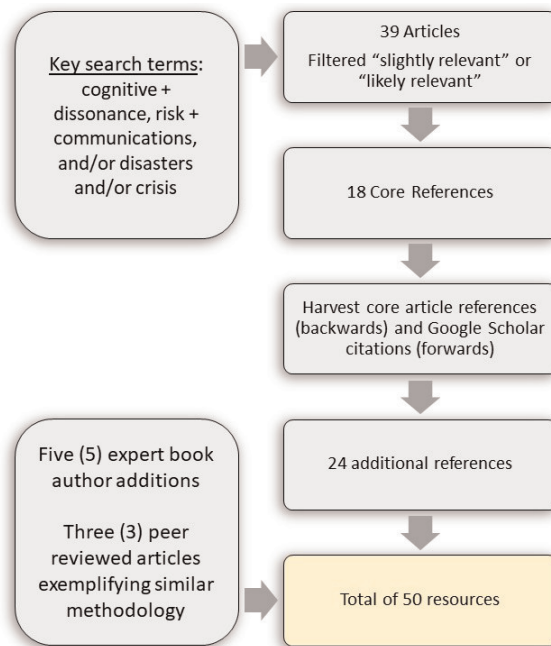 Key search terms:
cognitive +
dissonance, risk +
communications,
and/or disasters
and/or crisis
39 Articles
Filtered “slightly relevant” or
“likely relevant”
18 Core References
Harvest core article references
(backwards) and Google Scholar
citations (forwards)
24 additional references
Five (5) expert book
author additions
Three (3) peer
reviewed articles
exemplifying similar
methodology
Total of 50 resources